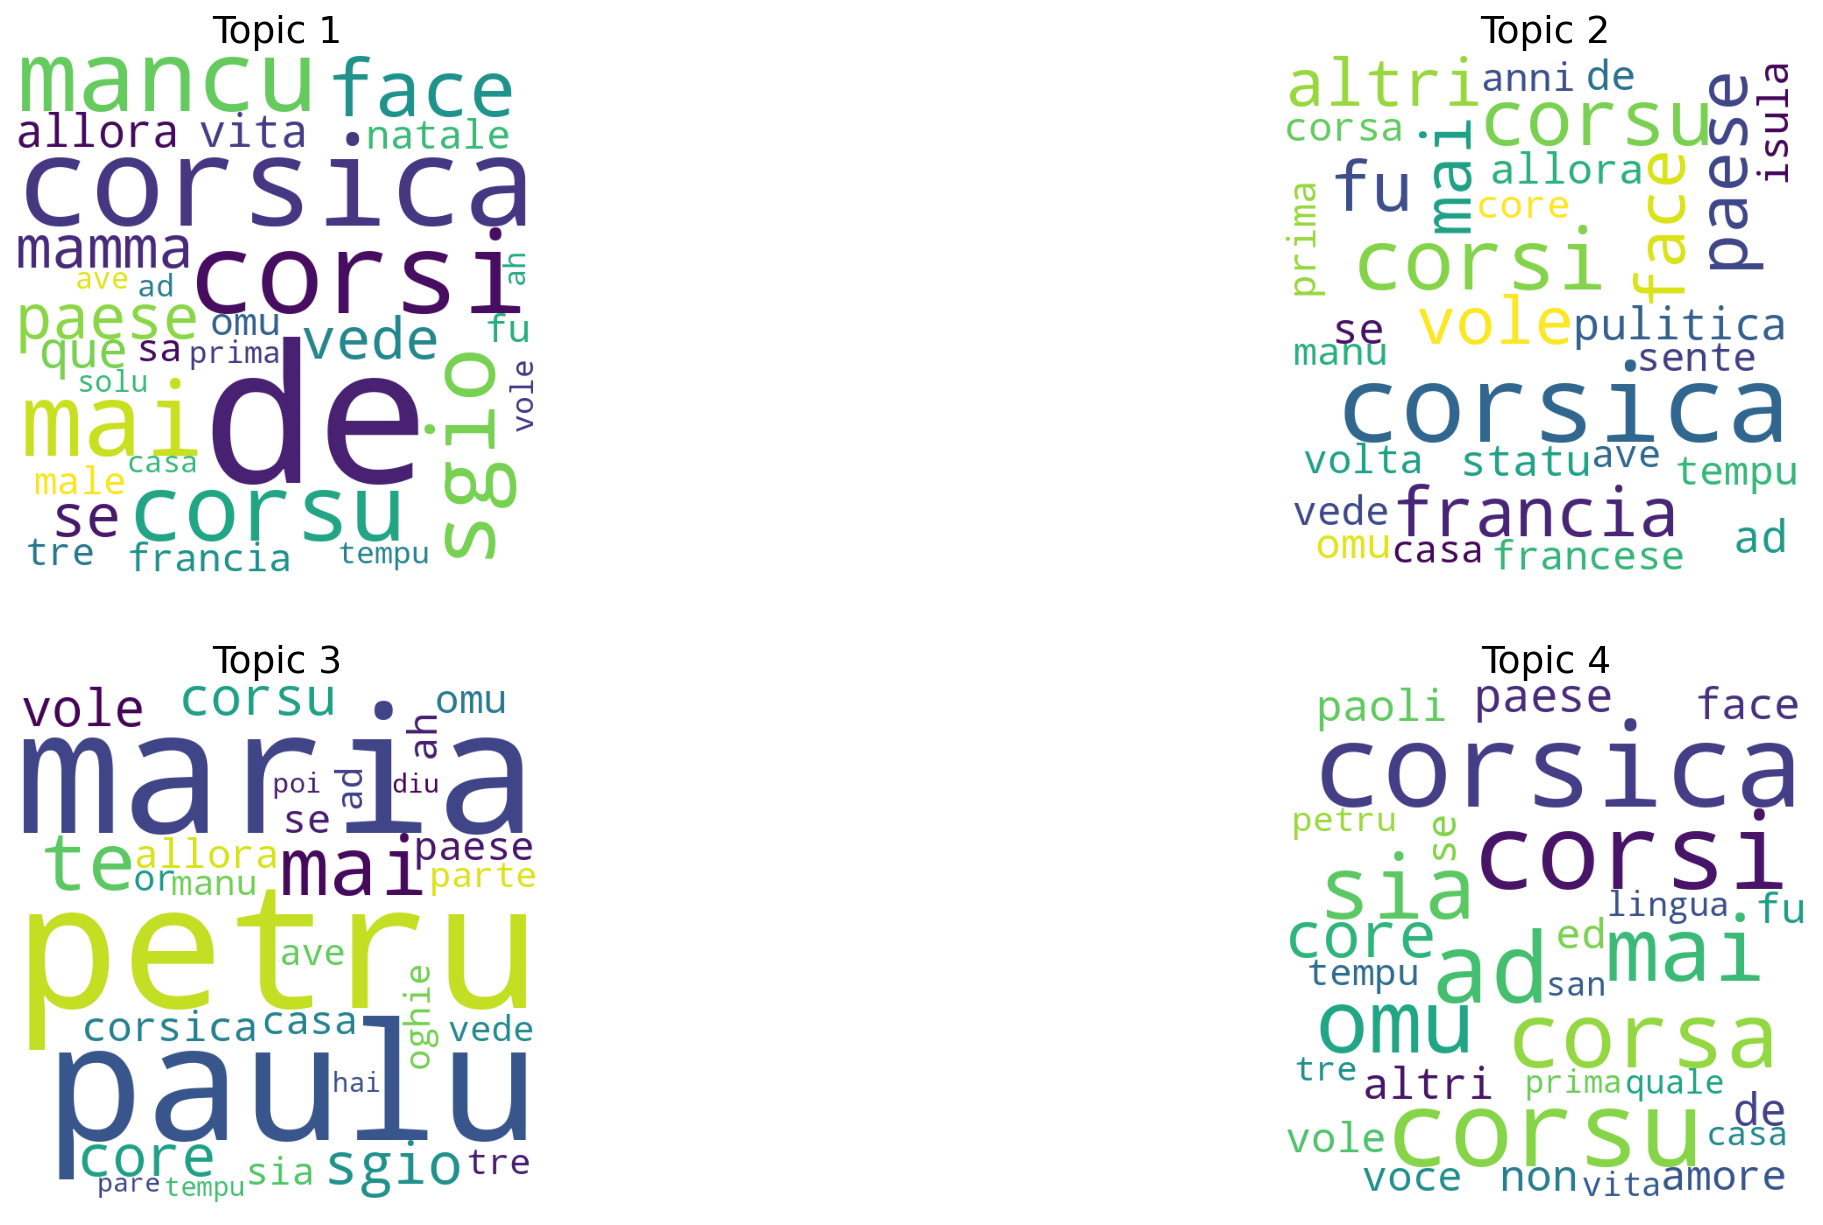 Topic 1
mancu face
allora vita natale
corsica
mamma corsi ah
ave ad
paese omu vede fu
que sa prima
solu vole
mai de sgio
casa
male
se corsu
tre francia tempu
Topic 2
altri anni de paese isula
corsa mai corsu
fu allora face
prima core
corsi
se vole pulitica
manu sente
corsica
volta statu ave tempu
vede francia ad
omu casa francese
Topic 3
vole corsu omu
maria ah
poi ad diu
se
te allora mai paese
or manu parte
petru
ave oghie
corsica casa vede
paulu
hai
core sia sgio tre
pare tempu
Topic 4
paoli paese face
corsica
petru se corsi
sia lingua fu
core ed mai
tempu ad san
omu corsa
tre altri prima quale
corsu de
vole casa
voce non vita amore